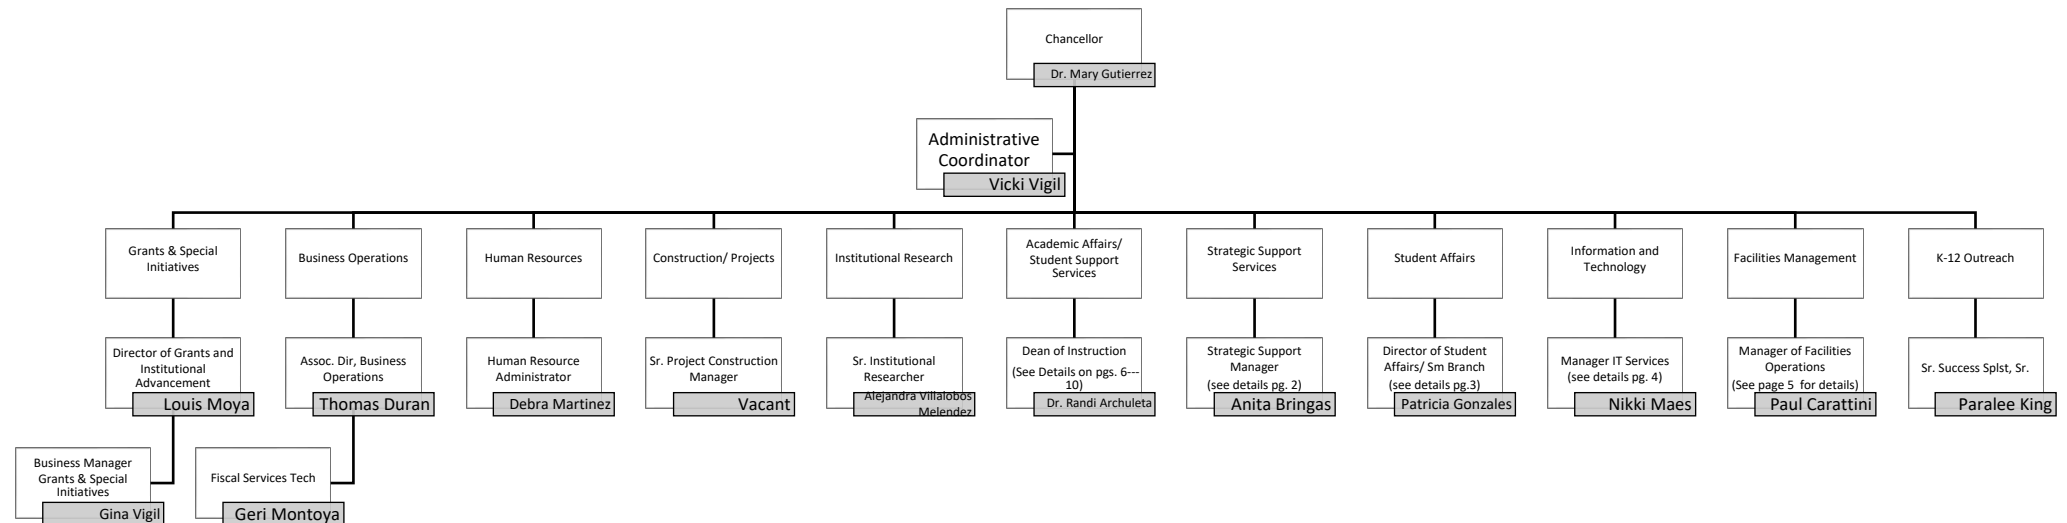 Chancellor
Dr. Mary Gutierrez
Administrative
Coordinator
Vicki Vigil
Grants & Special
Initiatives
Business Operations
Human Resources
Construction/ Projects
Institutional Research
Academic Affairs/
Student Support
Services
Strategic Support
Services
Student Affairs
Information and
Technology
Facilities Management
K-12 Outreach
Director of Grants and
Institutional
Advancement
Louis Moya
Assoc. Dir, Business
Operations
Thomas Duran
Human Resource
Administrator
Debra Martinez
Sr. Project Construction
Manager
Vacant
Sr. Institutional
Researcher
Alejandra Villalobos
Melendez
Dean of Instruction
(See Details on pgs. 6---
10)
Dr. Randi Archuleta
Strategic Support
Manager
(see details pg. 2)
Anita Bringas
Director of Student
Affairs/ Sm Branch
(see details pg.3)
Patricia Gonzales
Manager IT Services
(see details pg. 4)
Nikki Maes
Manager of Facilities
Operations
(See page 5 for details)
Paul Carattini
Sr. Success Splst, Sr.
Paralee King
Business Manager
Grants & Special
Initiatives
Gina Vigil
Fiscal Services Tech
Geri Montoya